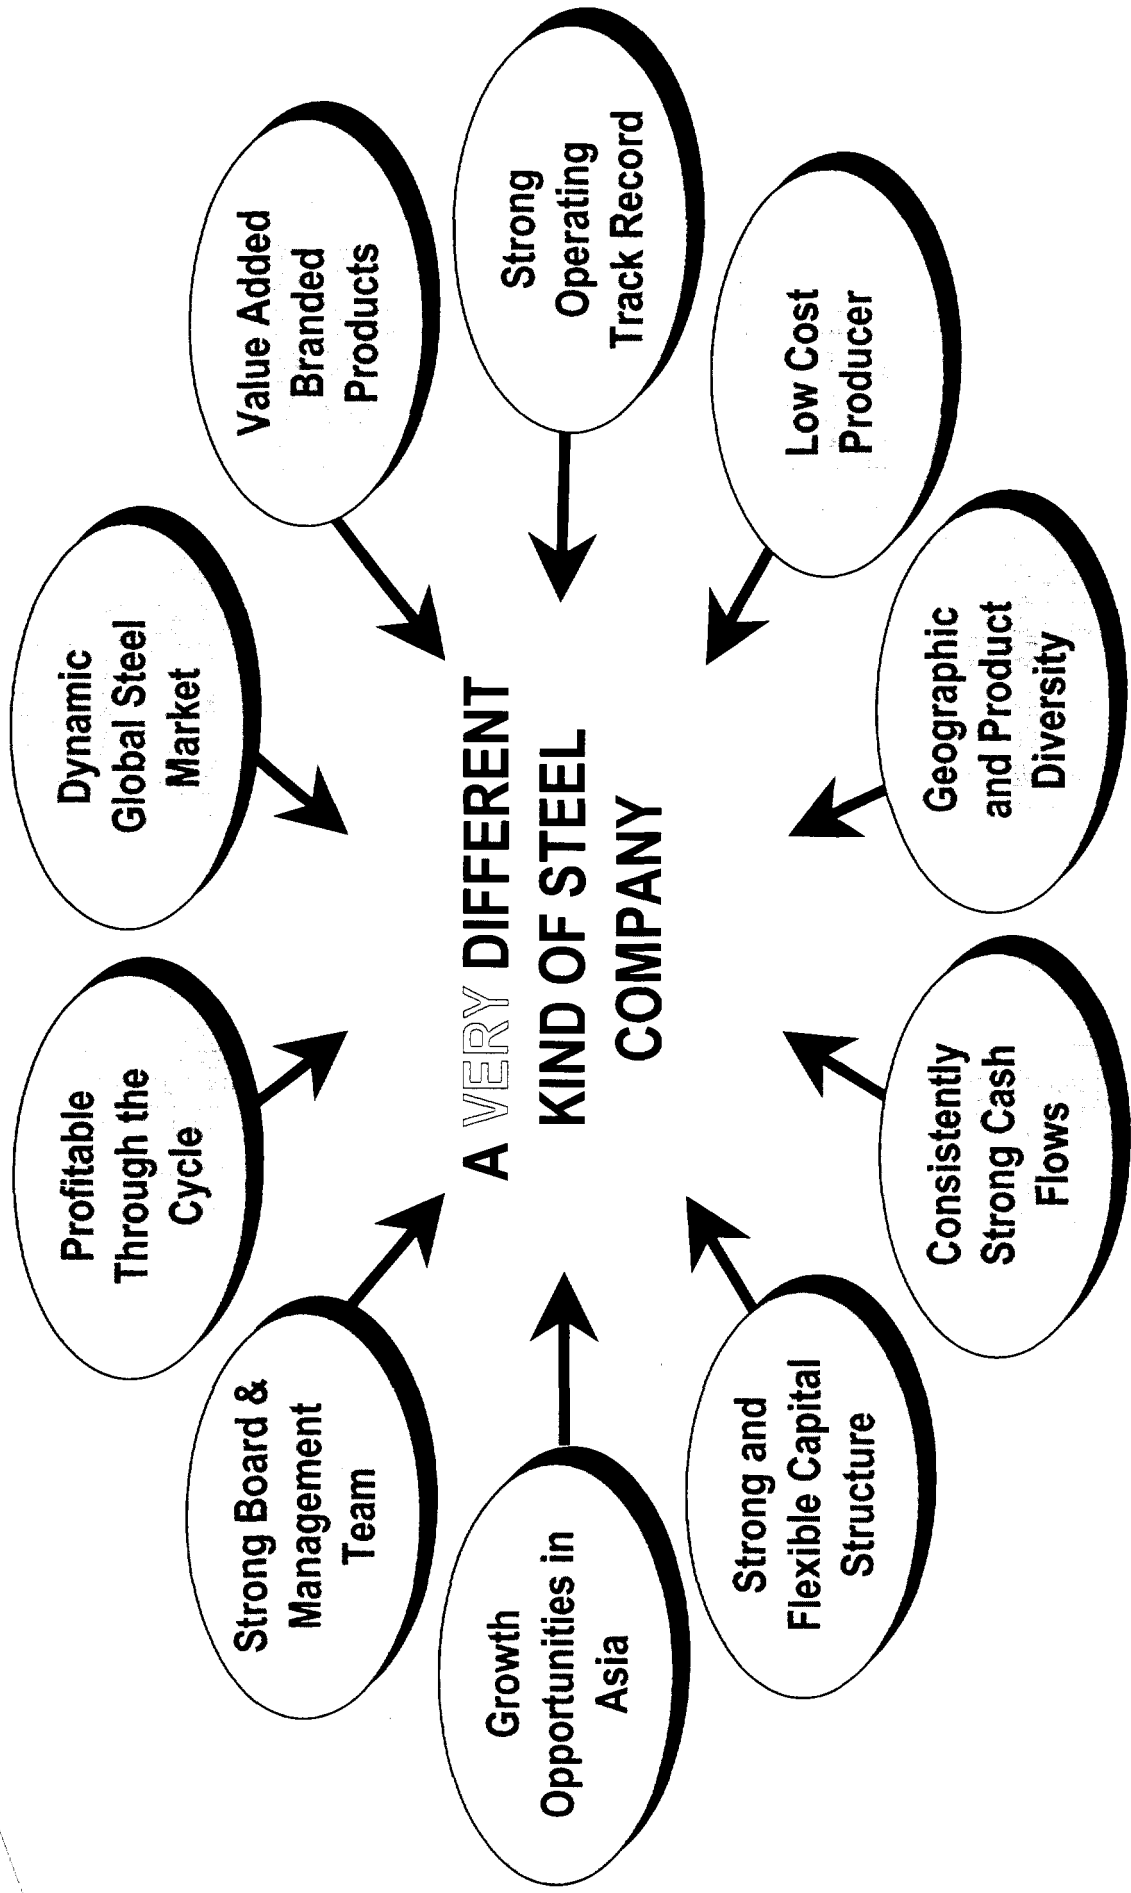 Profitable
Through the
Cycle
Dynamic
Global Steel
Market
Strong Board &
Management
Team
Value Added
Branded
Products
Growth
Opportunities in
Asia
A VERY DIFFERENT
KIND OF STEEL
COMPANY
Strong
Operating
Track Record
Strong and
Flexible Capital
Structure
Low Cost
Producer
Consistently
Strong Cash
Flows
Geographic
and Product
Diversity